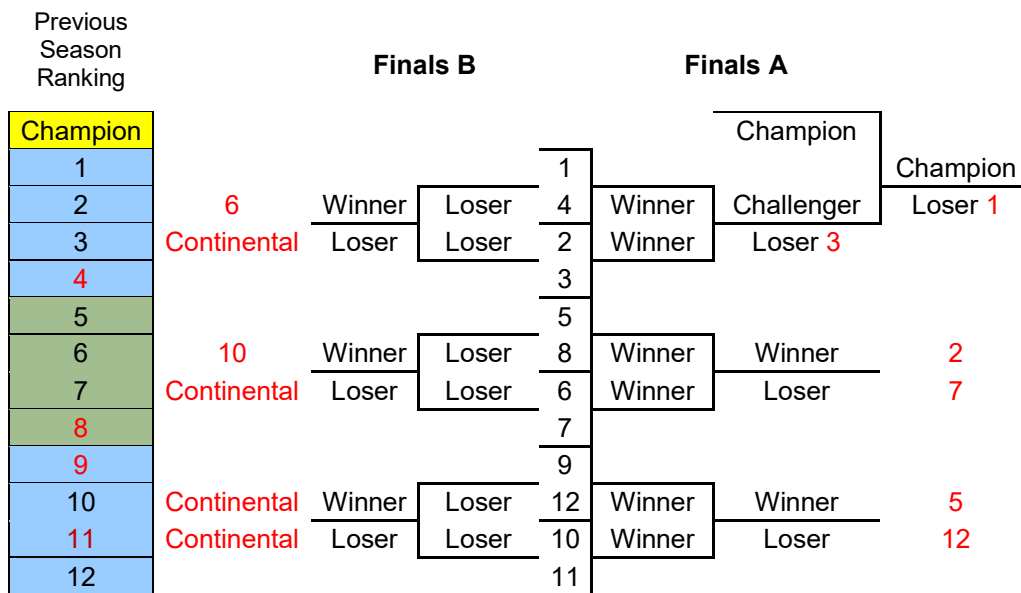 Previous
Season
Ranking
Finals B Finals A
Champion Champion
1 1 Champion
2 6 Winner Loser 4 Winner Challenger Loser 1
3 Continental Loser Loser 2 Winner Loser 3
4 3
5 5
6 10 Winner Loser 8 Winner Winner 2
7 Continental Loser Loser 6 Winner Loser 7
8 7
9 9
10 Continental Winner Loser 12 Winner Winner 5
11 Continental Loser Loser 10 Winner Loser 12
12 11